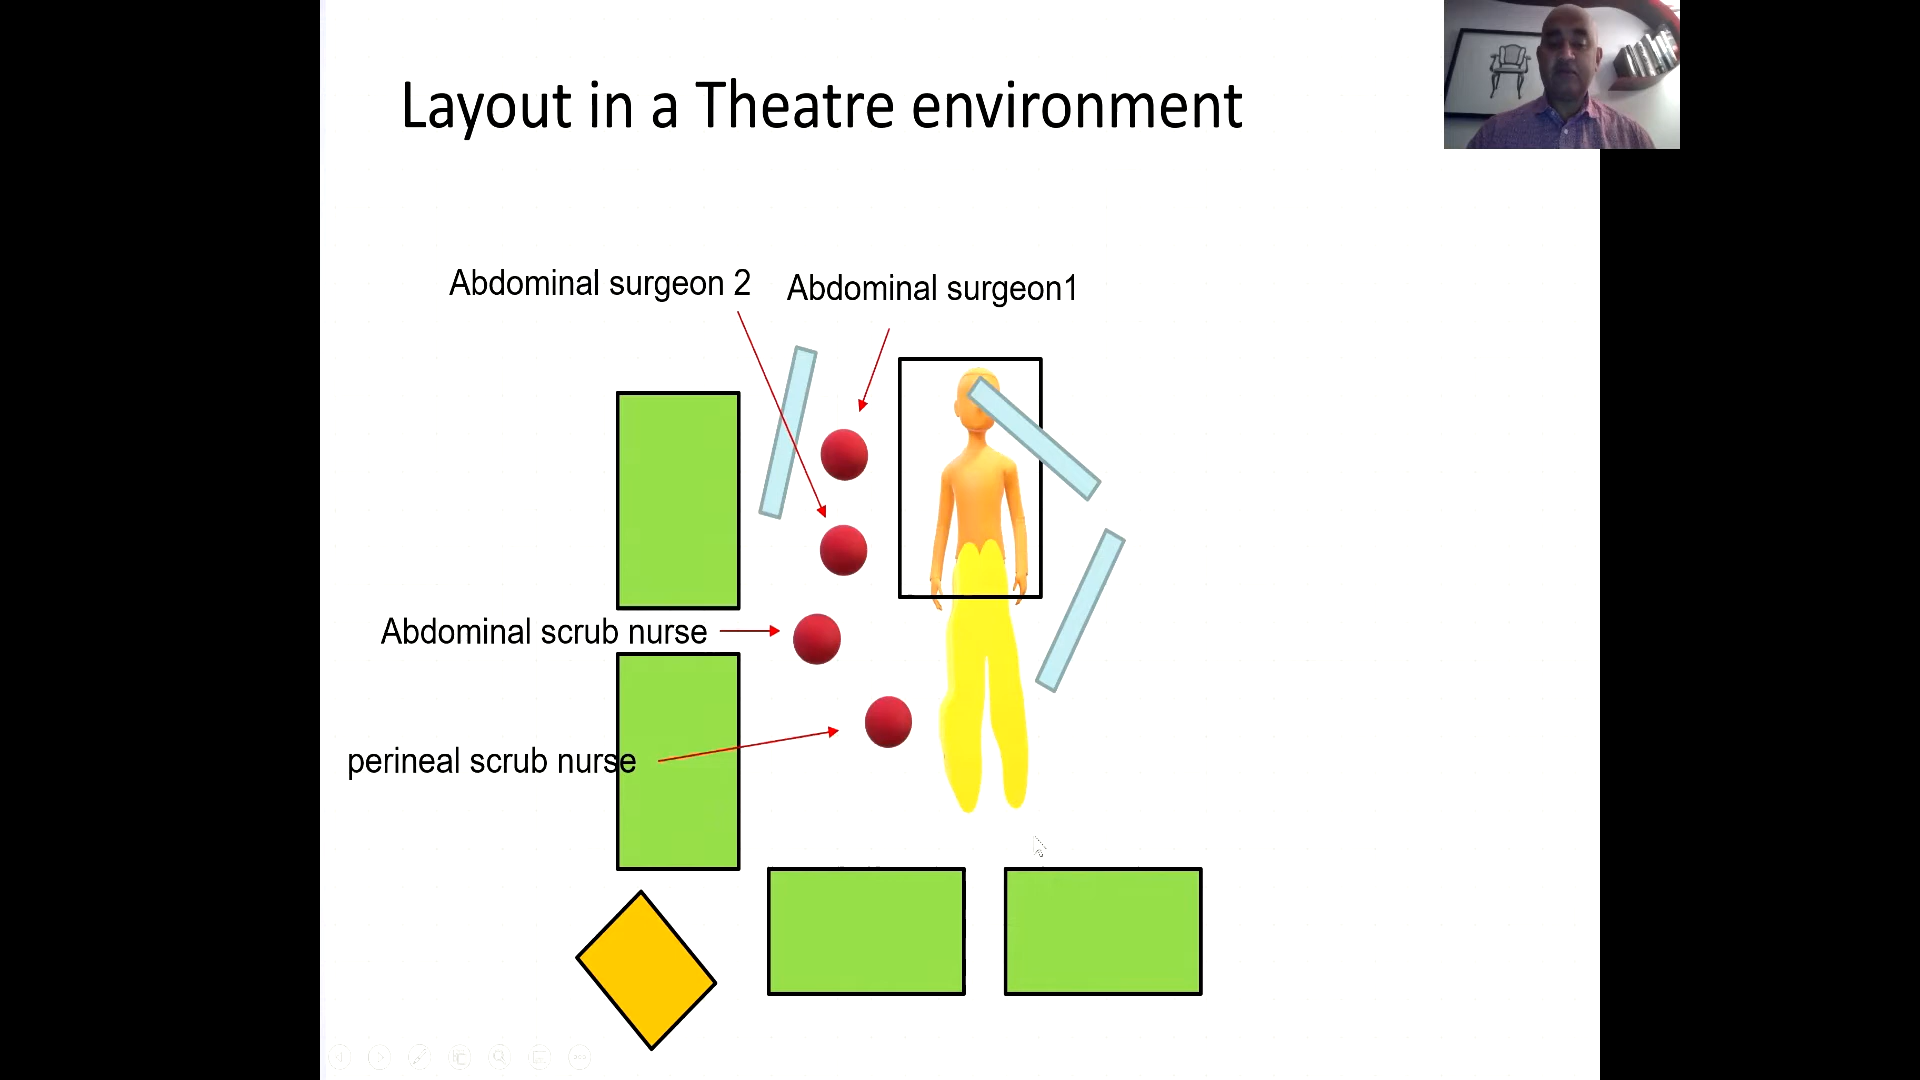 Layout in a Theatre environment
Abdominal surgeon 2
Abdominal surgeon1
Abdominal scrub nurse
perineal scrub nurse